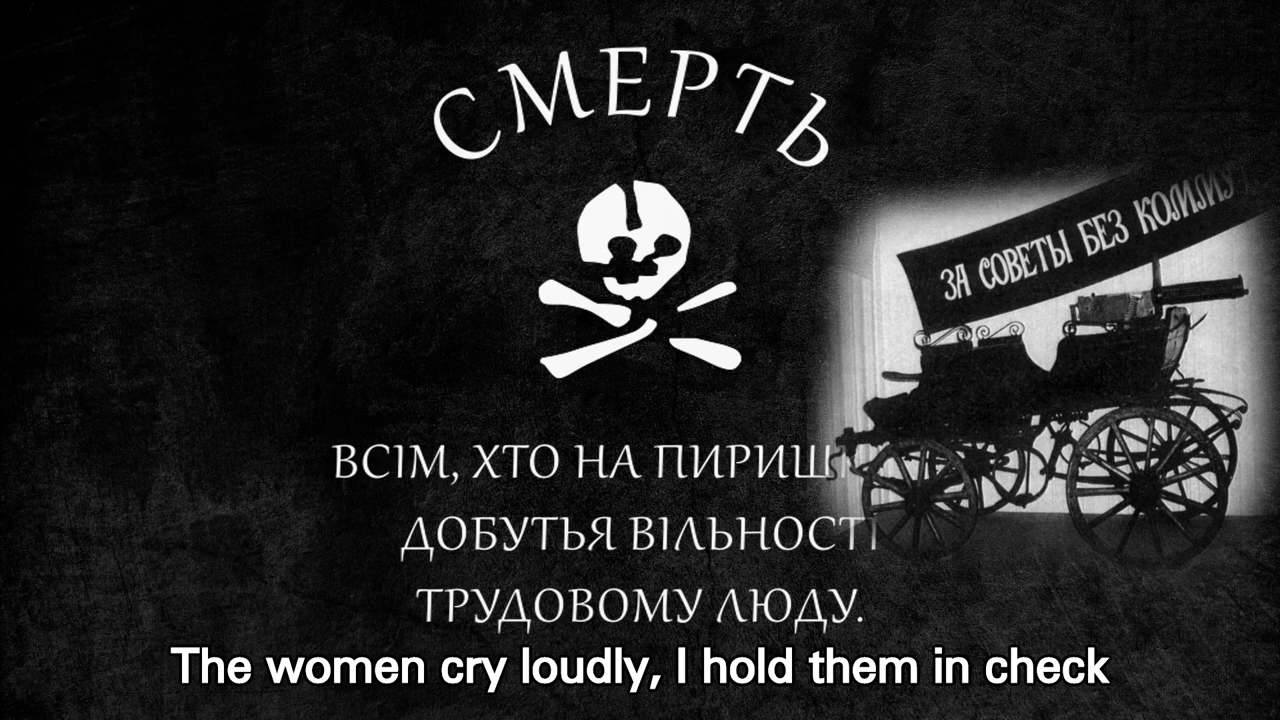 СМЕРТЬ
ЗА СОВЕТЫ БЕЗ
ВСІМ, ХТО НА
ДОБУТЬЯ ВІЛЬНОСТІ
ТРУДОВОМУ ЛЮДУ.
The women cry loudly, I hold them in check